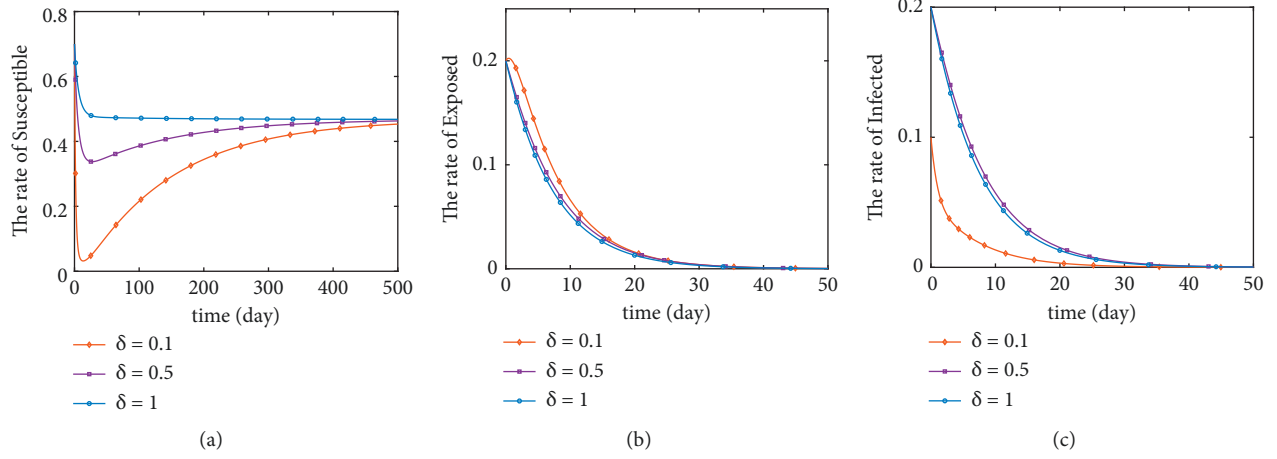 The rate of Susceptible
0.8
0.6
0.4
0.2
0
0
100
200
300
400
500
time (day)
δ = 0.1
δ = 0.5
δ = 1
(a)
The rate of Exposed
0.2
0.1
0
0
10
20
30
40
50
time (day)
δ = 0.1
δ = 0.5
δ = 1
(b)
The rate of Infected
0.2
0.1
0
0
10
20
30
40
50
time (day)
δ = 0.1
δ = 0.5
δ = 1
(c)